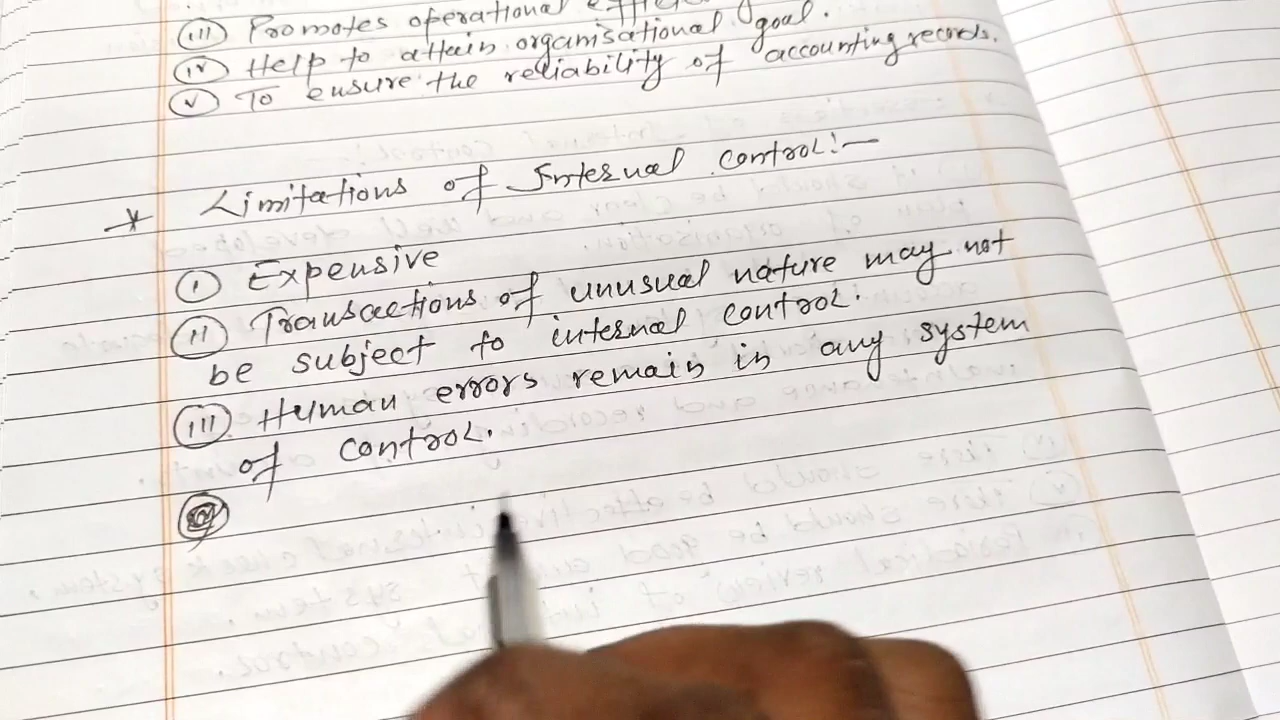 (III) Promotes operational
(IV) Help to attain organisational goal.
(V) To ensure the reliability of accounting records.
* Limitations of Internal control:-
(I) Expensive
(II) Transactions of unusual nature may not
be subject to internal control.
(III) Human errors remain in any system
of control.